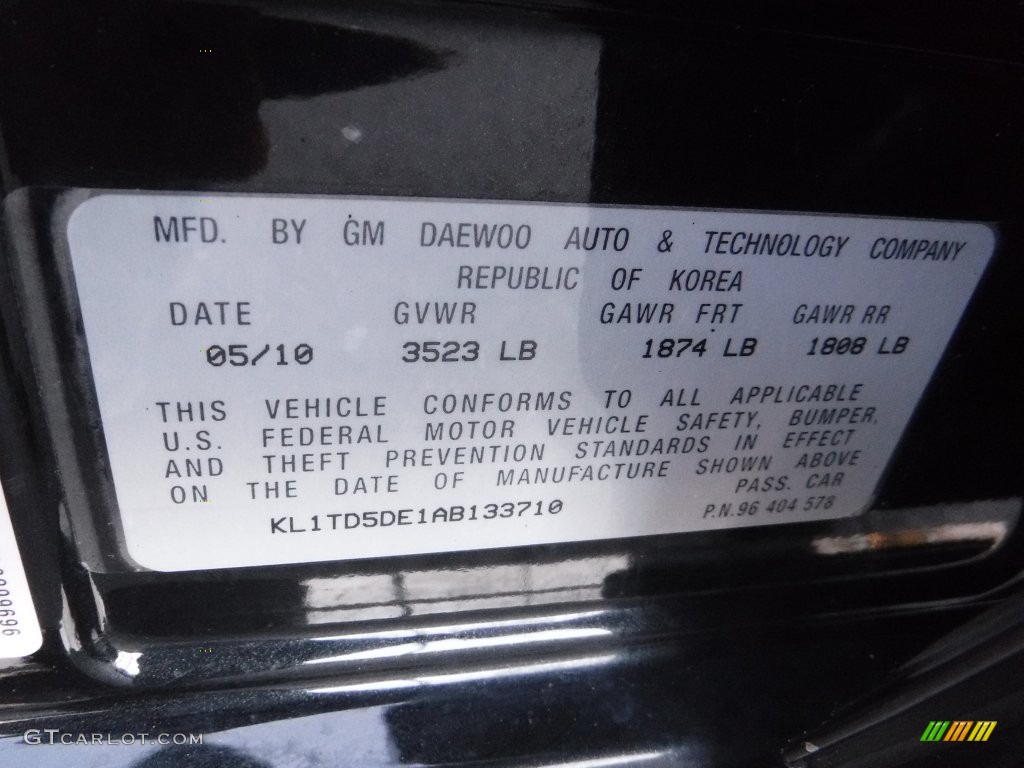 MFD. BY GM DAEWOO AUTO & TECHNOLOGY COMPANY
REPUBLIC OF KOREA
DATE GVWR GAWR FRT GAWR RR
05/10 3523 LB 1874 LB 1808 LB
THIS VEHICLE CONFORMS TO ALL APPLICABLE
U.S. FEDERAL MOTOR VEHICLE SAFETY, BUMPER,
AND THEFT PREVENTION STANDARDS IN EFFECT
ON THE DATE OF MANUFACTURE SHOWN ABOVE
PASS. CAR
KL1TD5DE1AB133710 P.N.96 404 578
GTCARLOT.COM